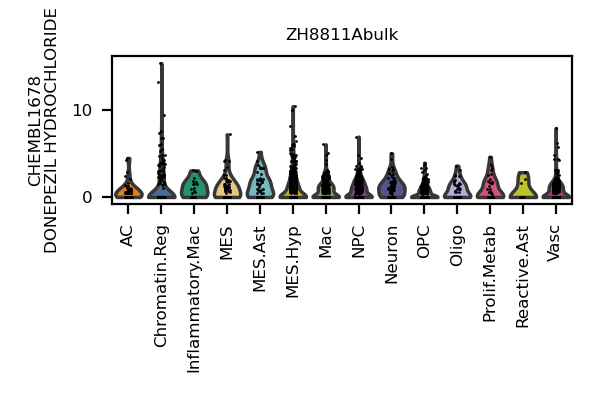 ZH8811Abulk
CHEMBL1678
DONEPEZIL HYDROCHLORIDE
10
0
AC
Chromatin.Reg
Inflammatory.Mac
MES
MES.Ast
MES.Hyp
Mac
NPC
Neuron
OPC
Oligo
Prolif.Metab
Reactive.Ast
Vasc